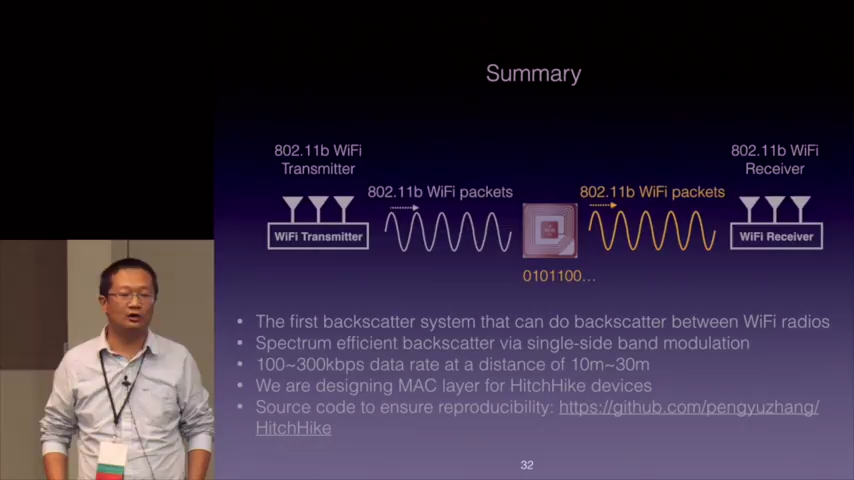 Summary
802.11b WiFi
Transmitter
802.11b WiFi
Receiver
802.11b WiFi packets
802.11b WiFi packets
WiFi Transmitter
WiFi Receiver
0101100...
• The first backscatter system that can do backscatter between WiFi radios
• Spectrum efficient backscatter via single-side band modulation
• 100~300kbps data rate at a distance of 10m~30m
• We are designing MAC layer for HitchHike devices
• Source code to ensure reproducibility: https://github.com/pengyuzhang/
HitchHike
32